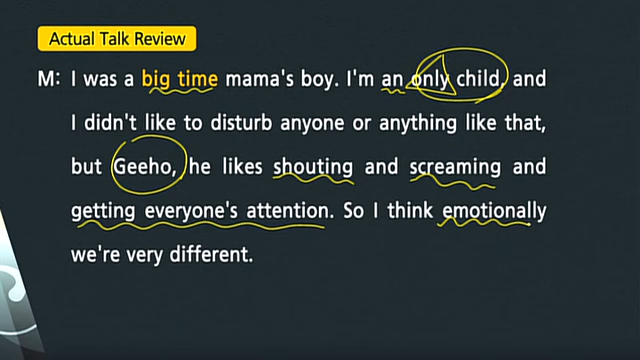 Actual Talk Review
M: I was a big time mama's boy. I'm an only child, and
I didn't like to disturb anyone or anything like that,
but Geeho, he likes shouting and screaming and
getting everyone's attention. So I think emotionally
we're very different.